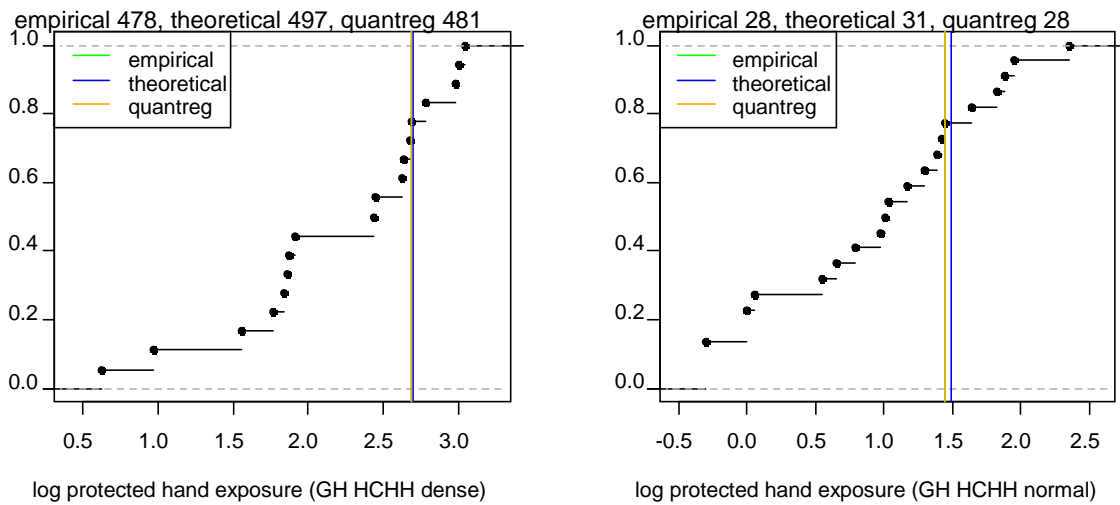 empirical 478, theoretical 497, quantreg 481
1.0
0.8
0.6
0.4
0.2
0.0
empirical
theoretical
quantreg
0.5 1.0 1.5 2.0 2.5 3.0
log protected hand exposure (GH HCHH dense)
empirical 28, theoretical 31, quantreg 28
1.0
0.8
0.6
0.4
0.2
0.0
empirical
theoretical
quantreg
-0.5 0.0 0.5 1.0 1.5 2.0 2.5
log protected hand exposure (GH HCHH normal)